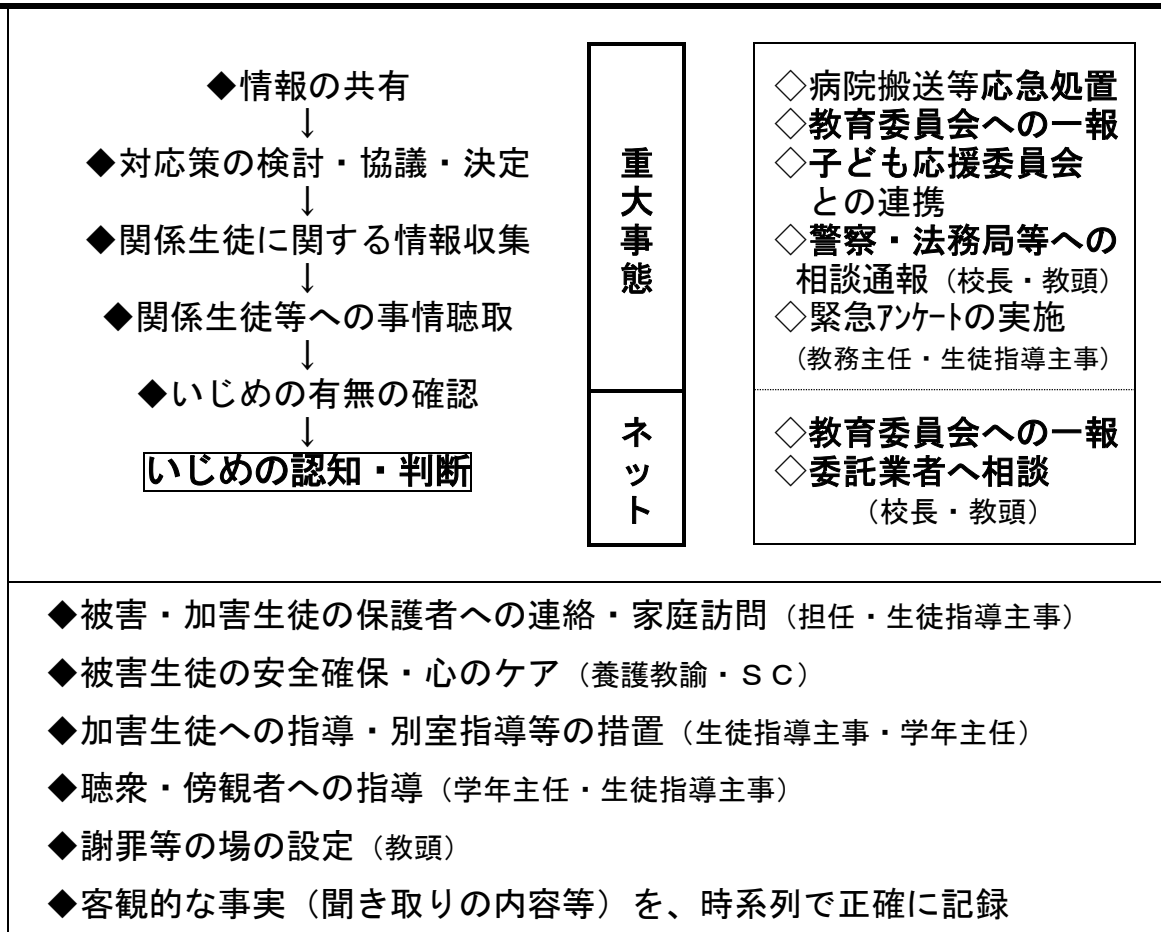 ◆情報の共有
↓
◆対応策の検討・協議・決定
↓
◆関係生徒に関する情報収集
↓
◆関係生徒等への事情聴取
↓
◆いじめの有無の確認
↓
いじめの認知・判断
重大事態
◇病院搬送等応急処置
◇教育委員会への一報
◇子ども応援委員会
との連携
◇警察・法務局等への
相談通報（校長・教頭）
◇緊急ｱﾝｹｰﾄの実施
（教務主任・生徒指導主事）
ネット
◇教育委員会への一報
◇委託業者へ相談
（校長・教頭）
◆被害・加害生徒の保護者への連絡・家庭訪問（担任・生徒指導主事）
◆被害生徒の安全確保・心のケア（養護教諭・ＳＣ）
◆加害生徒への指導・別室指導等の措置（生徒指導主事・学年主任）
◆聴衆・傍観者への指導（学年主任・生徒指導主事）
◆謝罪等の場の設定（教頭）
◆客観的な事実（聞き取りの内容等）を、時系列で正確に記録